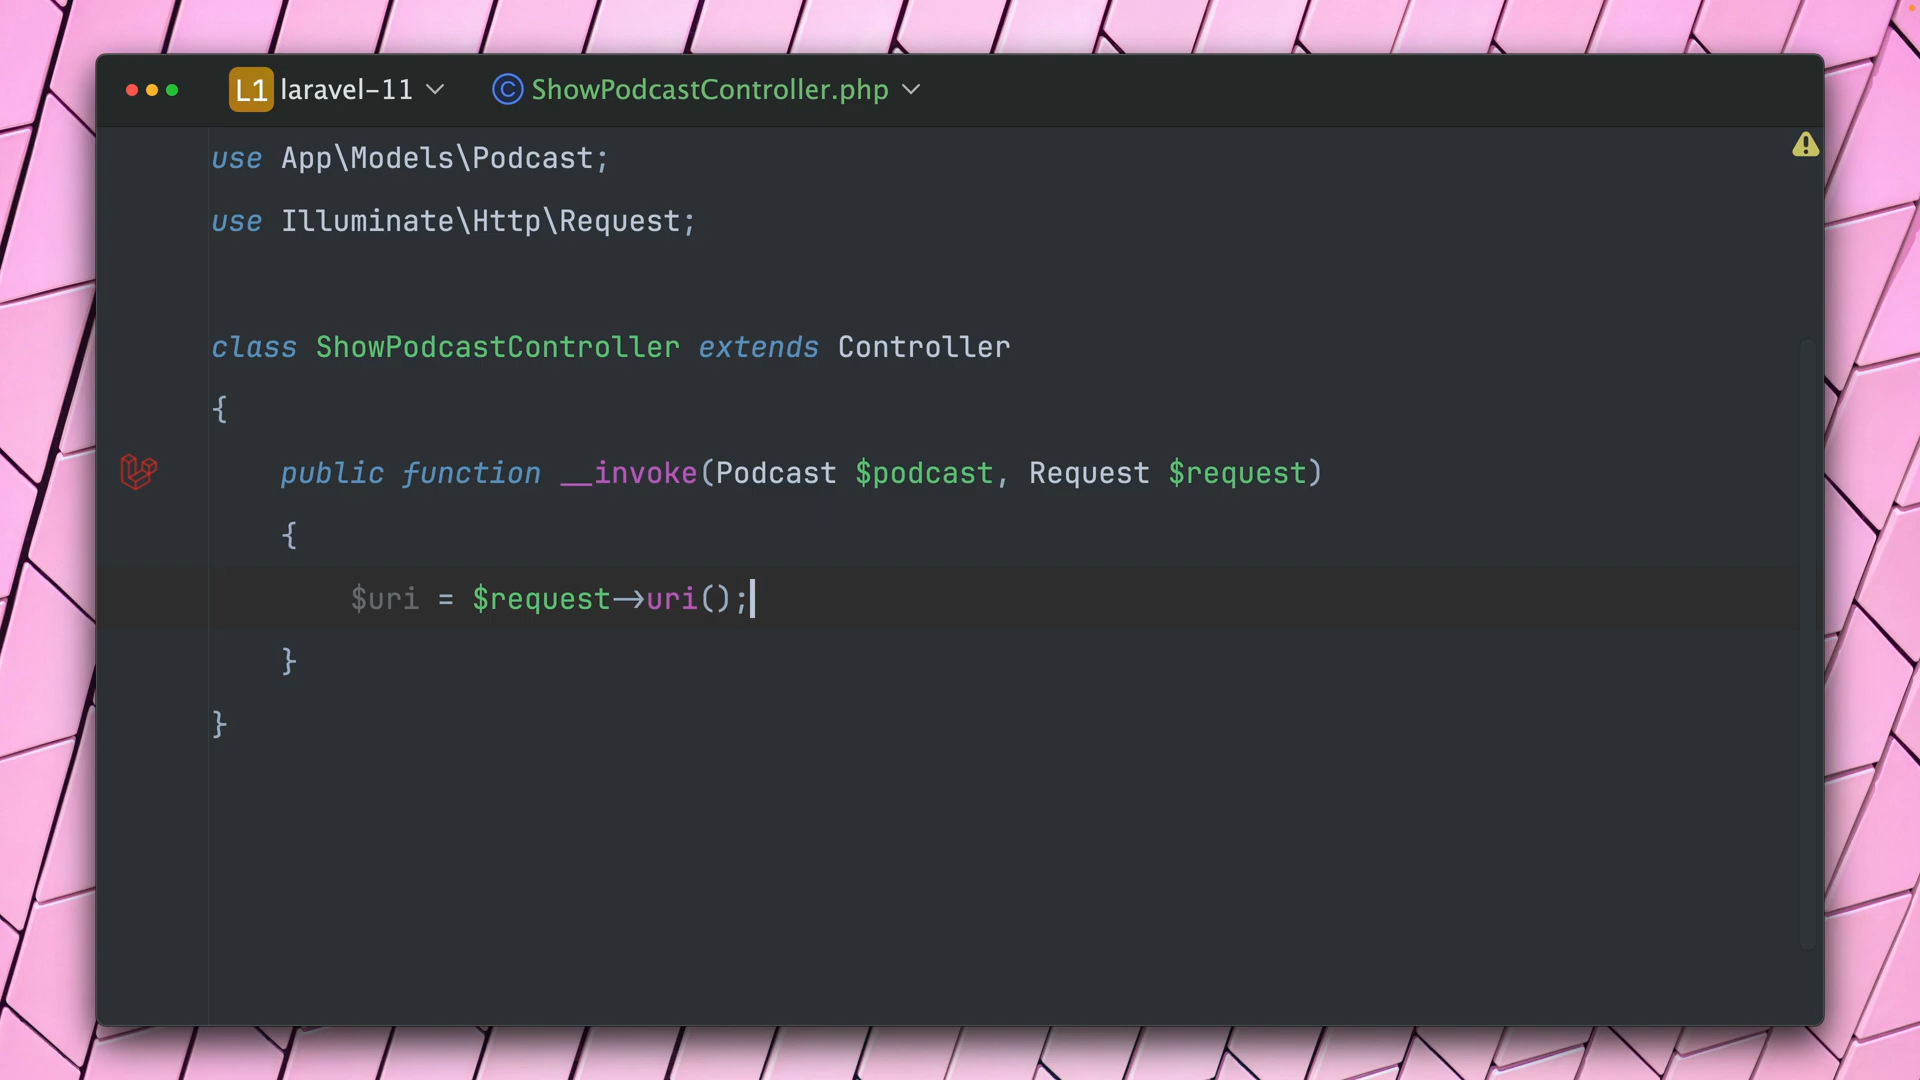 L1 laravel-11 © ShowPodcastController.php
use App\Models\Podcast;
use Illuminate\Http\Request;
class ShowPodcastController extends Controller
{
public function __invoke(Podcast $podcast, Request $request)
{
$uri = $request->uri();
}
}